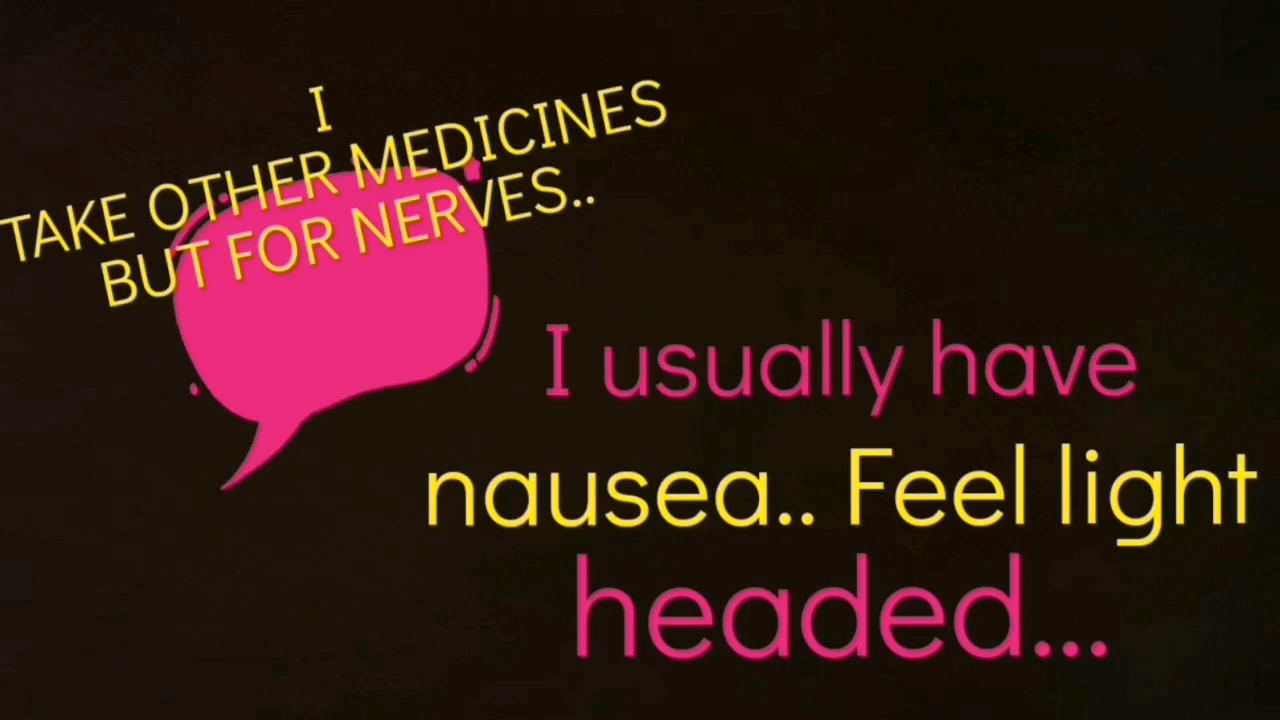 I
TAKE OTHER MEDICINES
BUT FOR NERVES..
I usually have
nausea.. Feel light
headed...